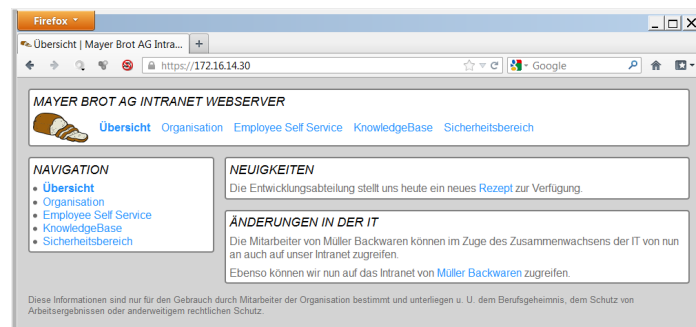 Firefox
Übersicht | Mayer Brot AG Intra...
https://172.16.14.30
Google
MAYER BROT AG INTRANET WEBSERVER
Übersicht Organisation Employee Self Service KnowledgeBase Sicherheitsbereich
NAVIGATION
Übersicht
Organisation
Employee Self Service
KnowledgeBase
Sicherheitsbereich
NEUIGKEITEN
Die Entwicklungsabteilung stellt uns heute ein neues Rezept zur Verfügung.
ÄNDERUNGEN IN DER IT
Die Mitarbeiter von Müller Backwaren können im Zuge des Zusammenwachsens der IT von nun
an auch auf unser Intranet zugreifen.
Ebenso können wir nun auf das Intranet von Müller Backwaren zugreifen.
Diese Informationen sind nur für den Gebrauch durch Mitarbeiter der Organisation bestimmt und unterliegen u. U. dem Berufsgeheimnis, dem Schutz von
Arbeitsergebnissen oder anderweitigem rechtlichen Schutz.